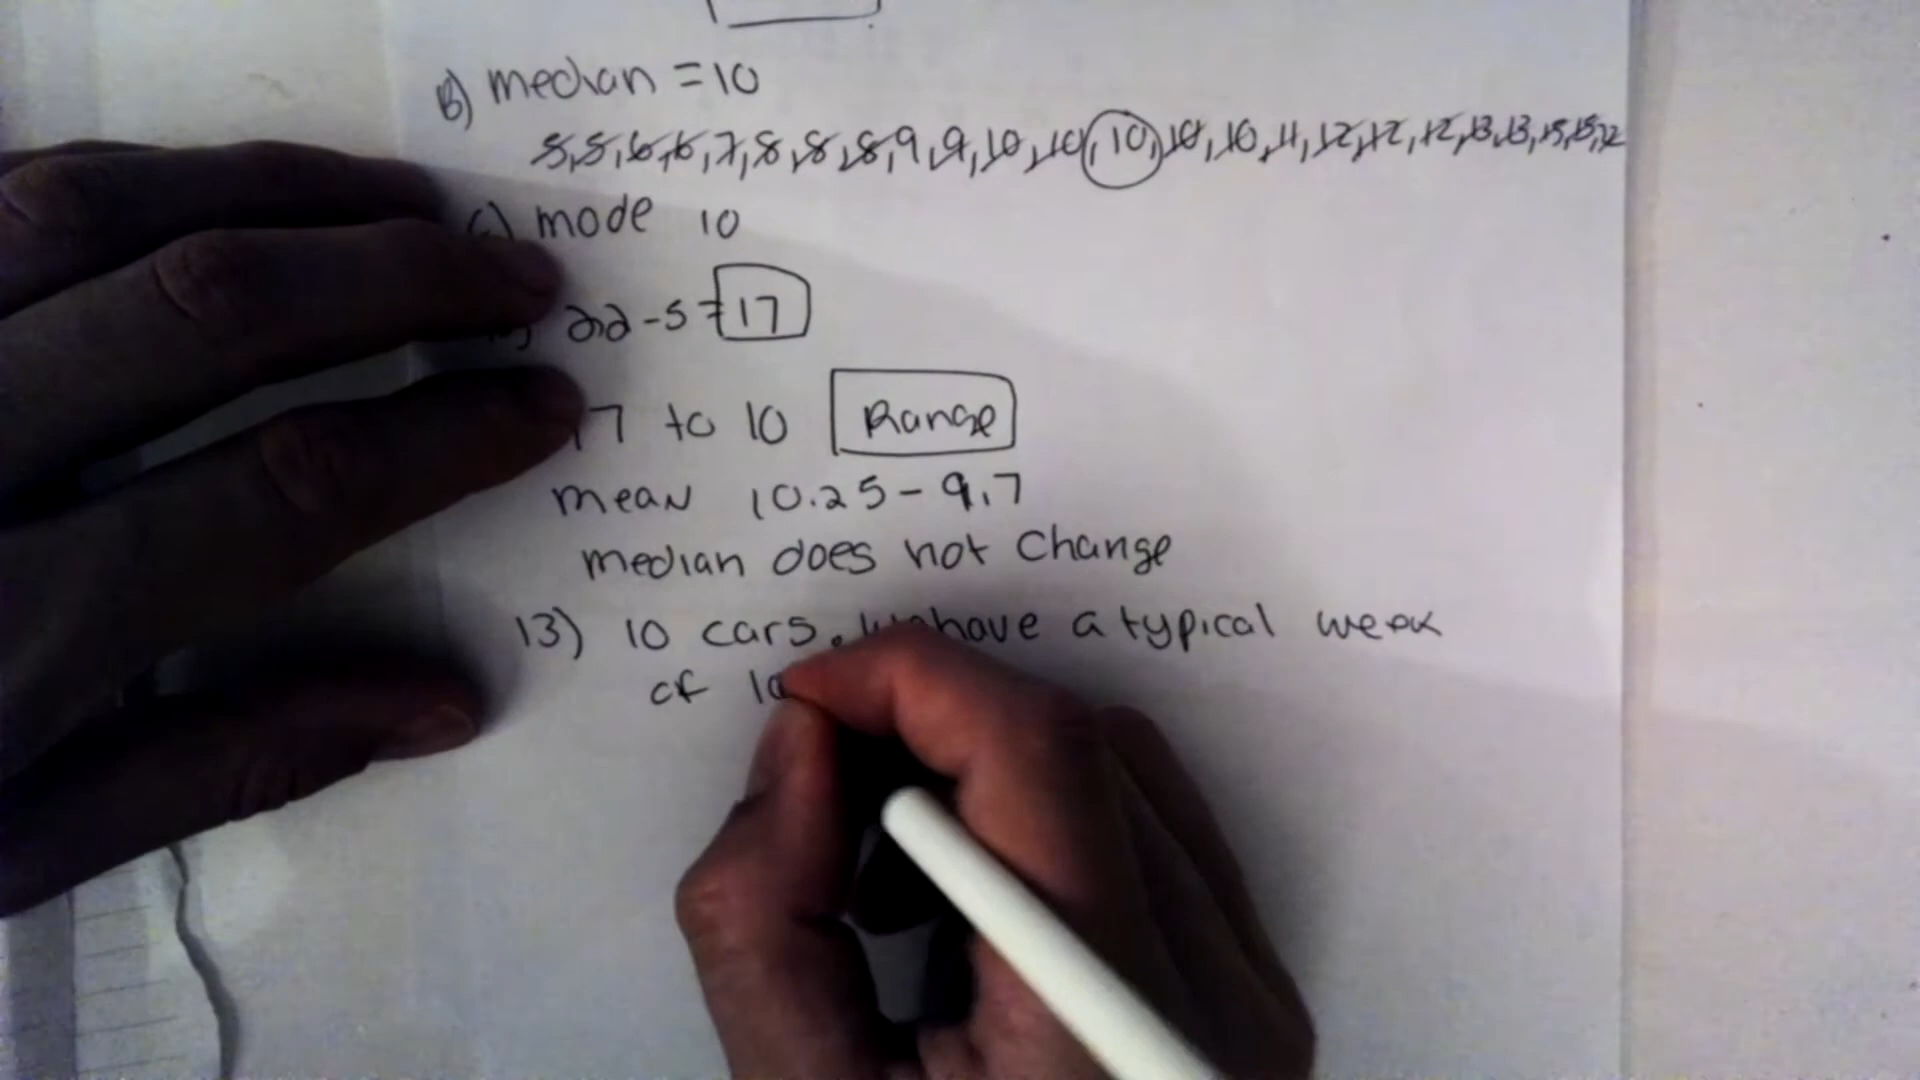 B) median = 10
5,5,6,6,7,8,8,8,9,9,10,10,10,10,10,11,12,12,12,13,13,15,15,22
mode 10
22-5=17
17 to 10 Range
mean 10.25-9.7
median does not change
13) 10 cars. we have a typical week
of 10